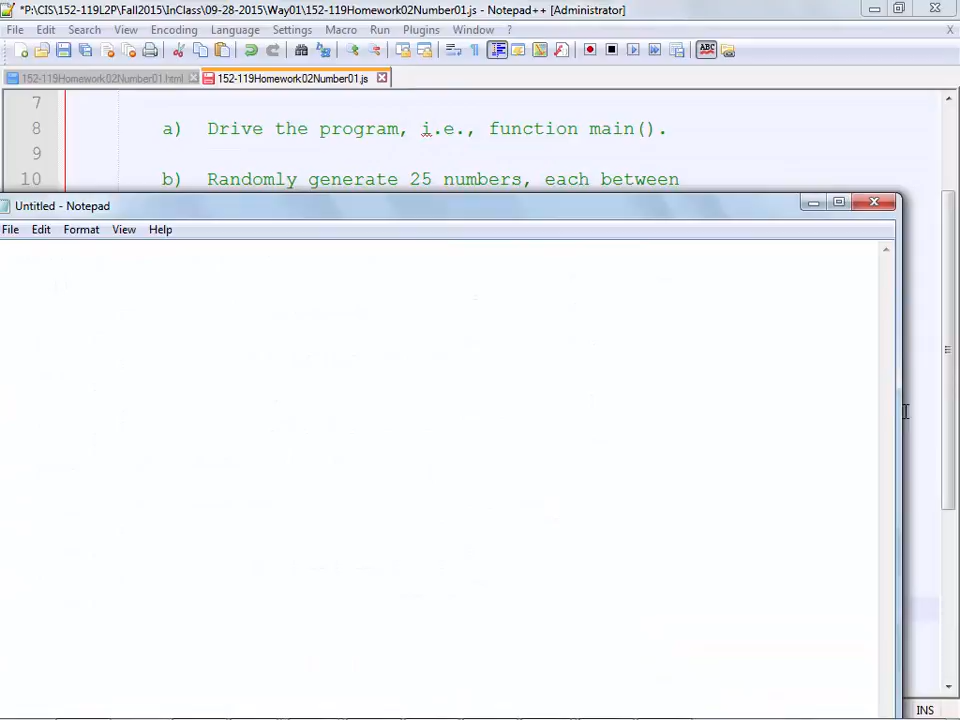 *P:\CIS\152-119L2P\Fall2015\InClass\09-28-2015\Way01\152-119Homework02Number01.js - Notepad++ [Administrator]
File Edit Search View Encoding Language Settings Macro Run Plugins Window ? X
152-119Homework02Number01.html 152-119Homework02Number01.js
7
8 a) Drive the program, i.e., function main().
9
10 b) Randomly generate 25 numbers, each between
Untitled - Notepad
File Edit Format View Help
INS